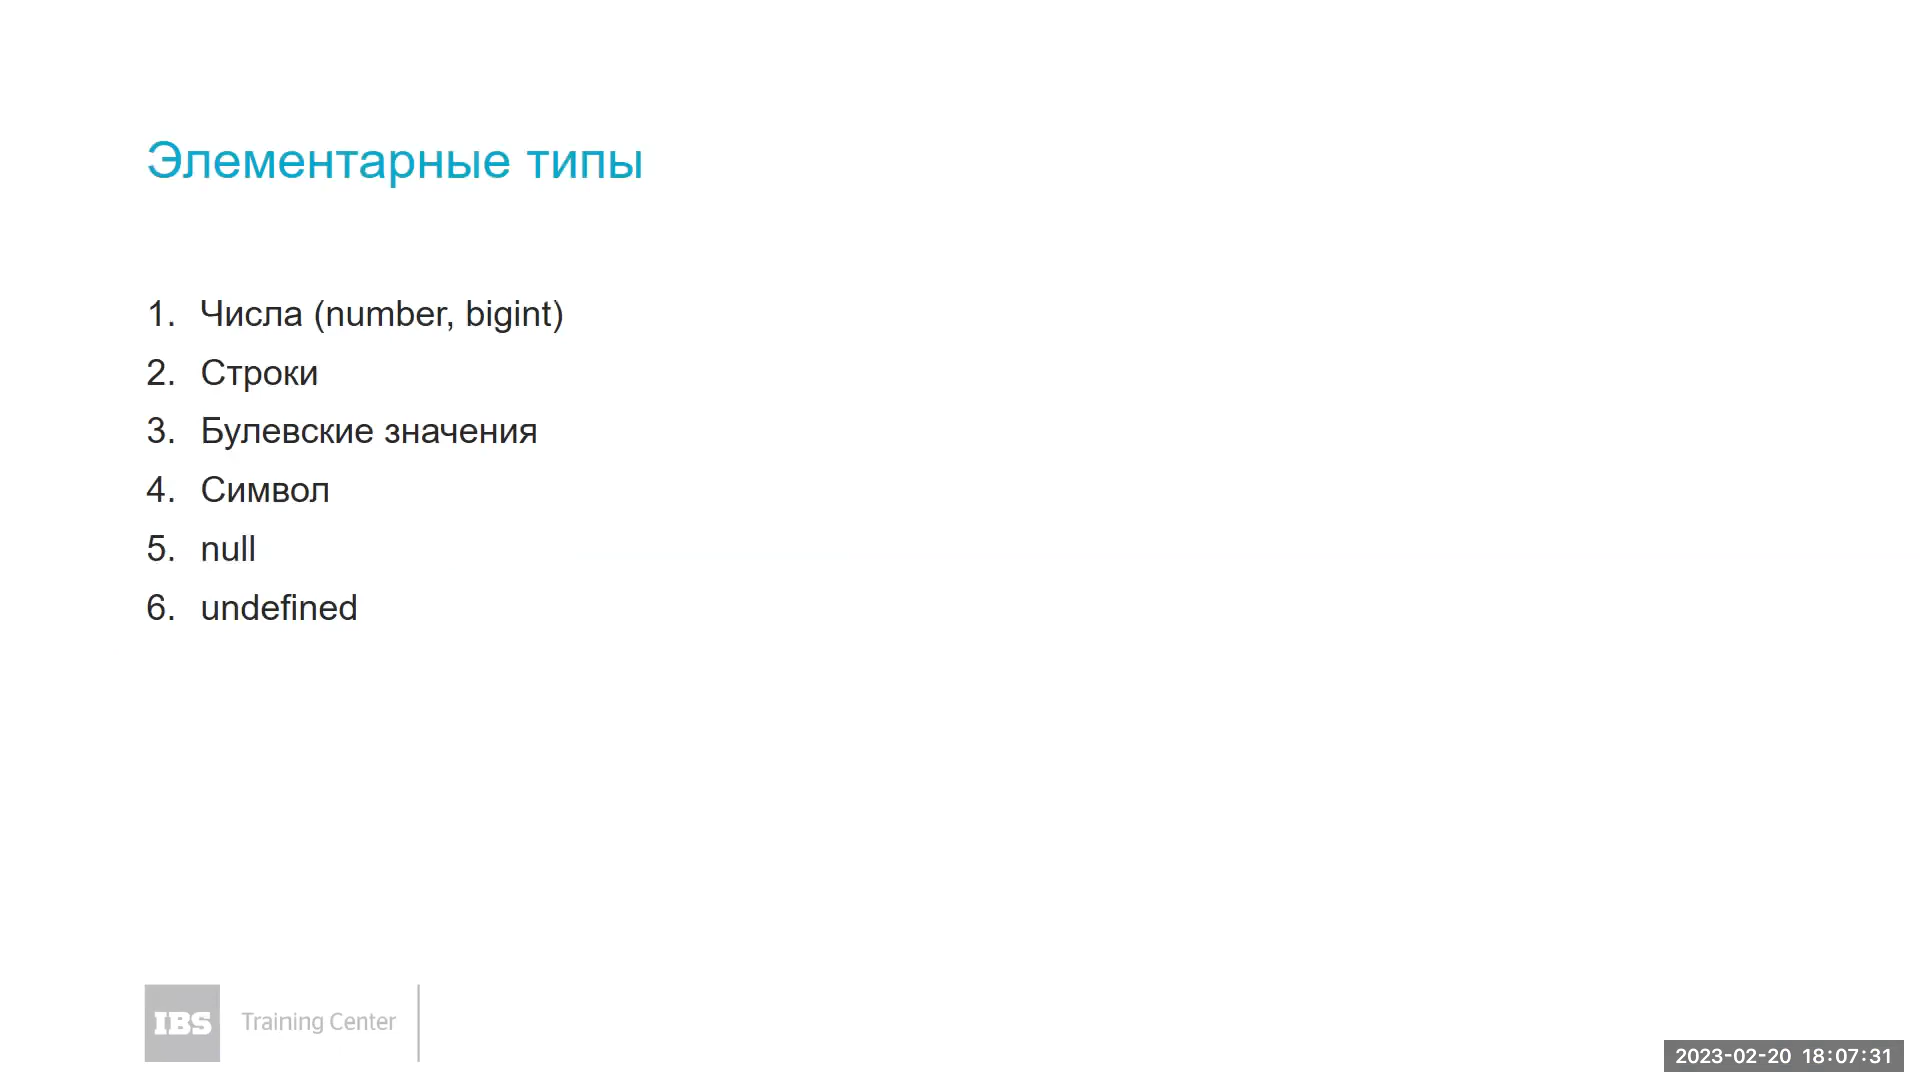 Элементарные типы
1. Числа (number, bigint)
2. Строки
3. Булевские значения
4. Символ
5. null
6. undefined
IBS Training Center
2023-02-20 18:07:31